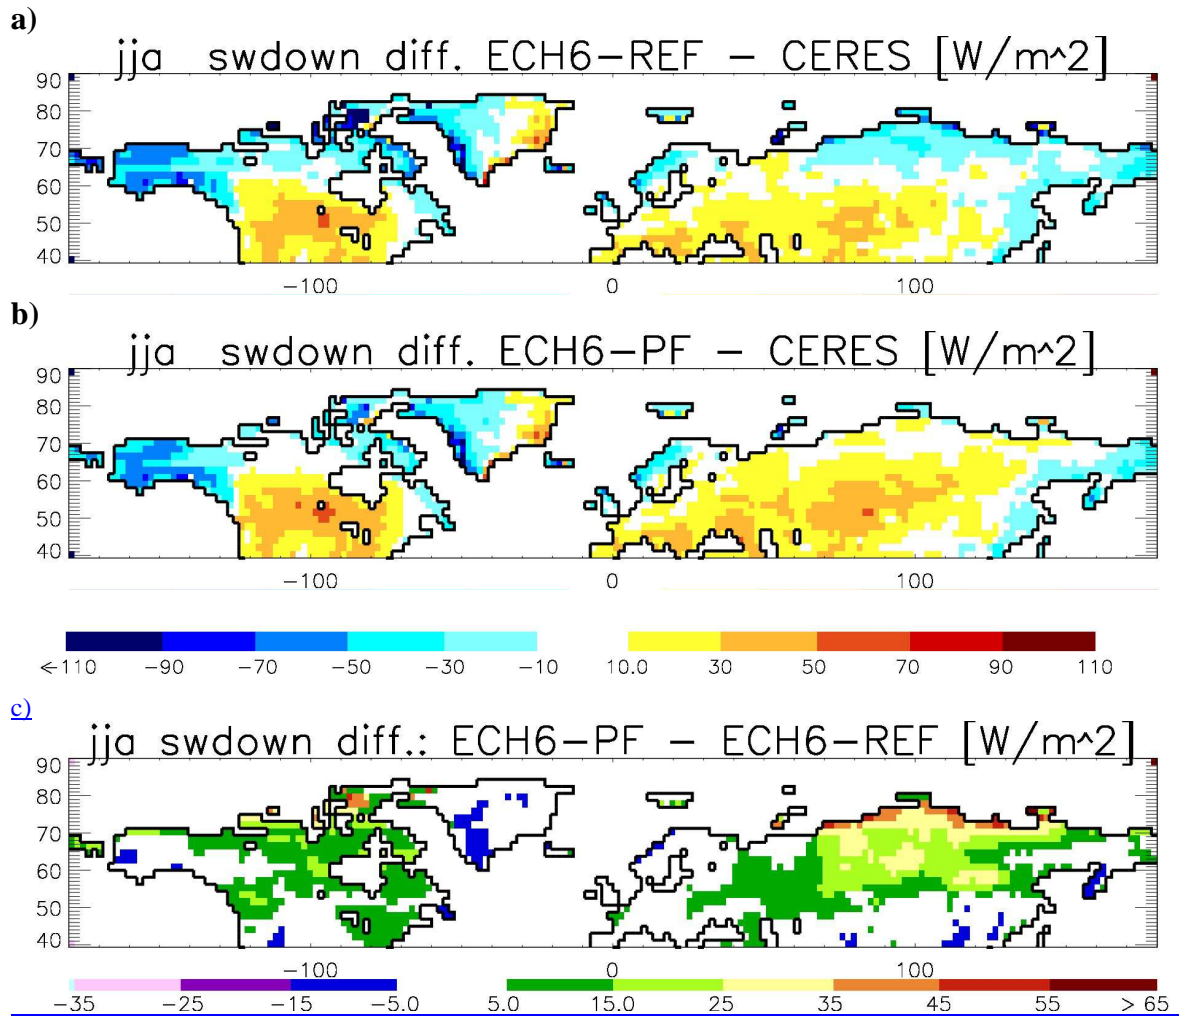 a)
jja swdown diff. ECH6-REF - CERES [W/m^2]
90
80
70
60
50
40
-100 0 100
b)
jja swdown diff. ECH6-PF - CERES [W/m^2]
90
80
70
60
50
40
-100 0 100
<-110 -90 -70 -50 -30 -10 10.0 30 50 70 90 110
c)
jja swdown diff.: ECH6-PF - ECH6-REF [W/m^2]
90
80
70
60
50
40
-100 0 100
-35 -25 -15 -5.0 5.0 15 25 35 45 55 > 65